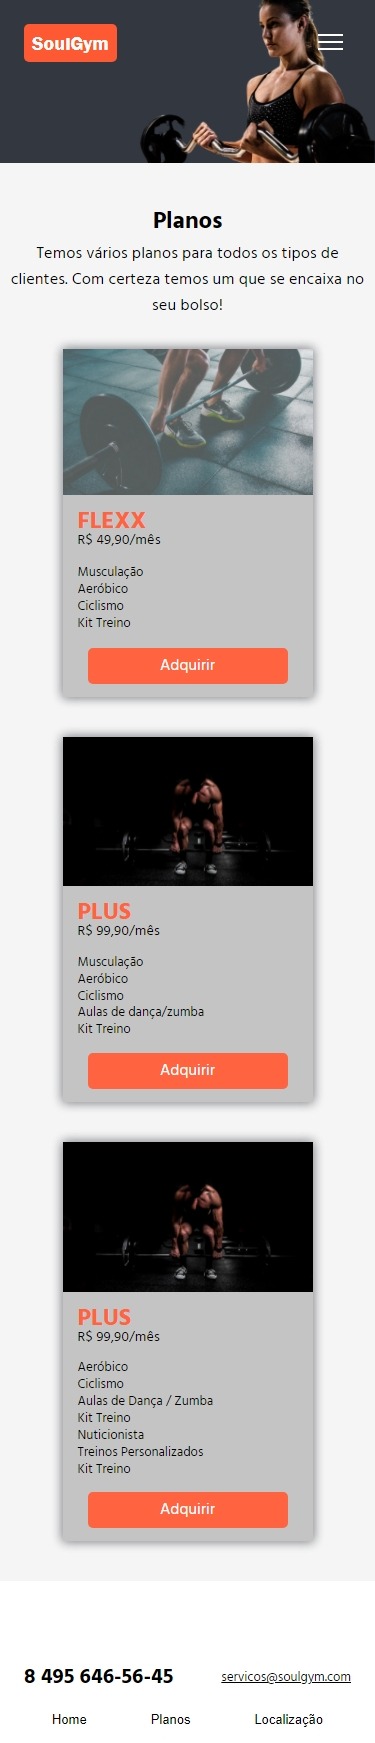 SoulGym
Planos
Temos vários planos para todos os tipos de
clientes. Com certeza temos um que se encaixa no
seu bolso!
FLEXX
R$ 49,90/mês
Musculação
Aeróbico
Ciclismo
Kit Treino
Adquirir
PLUS
R$ 99,90/mês
Musculação
Aeróbico
Ciclismo
Aulas de dança/zumba
Kit Treino
Adquirir
PLUS
R$ 99,90/mês
Aeróbico
Ciclismo
Aulas de Dança / Zumba
Kit Treino
Nuticionista
Treinos Personalizados
Kit Treino
Adquirir
8 495 646-56-45 servicos@soulgym.com
Home Planos Localização